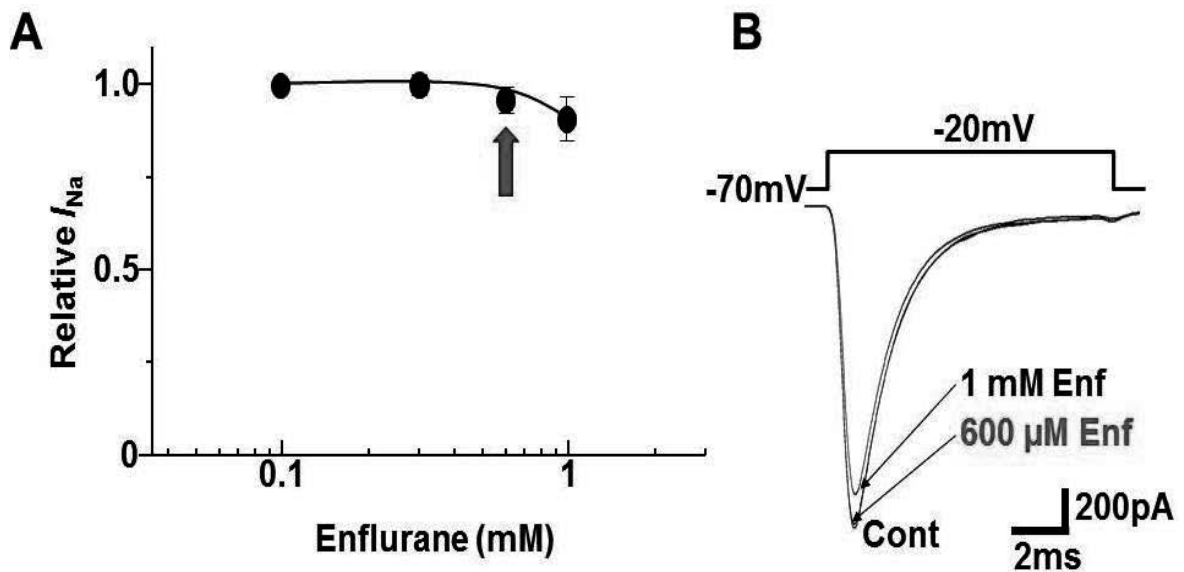 A
1.0
0.5
0
Relative INa
0.1
1
Enflurane (mM)
B
-20mV
-70mV
1 mM Enf
600 µM Enf
Cont
200pA
2ms